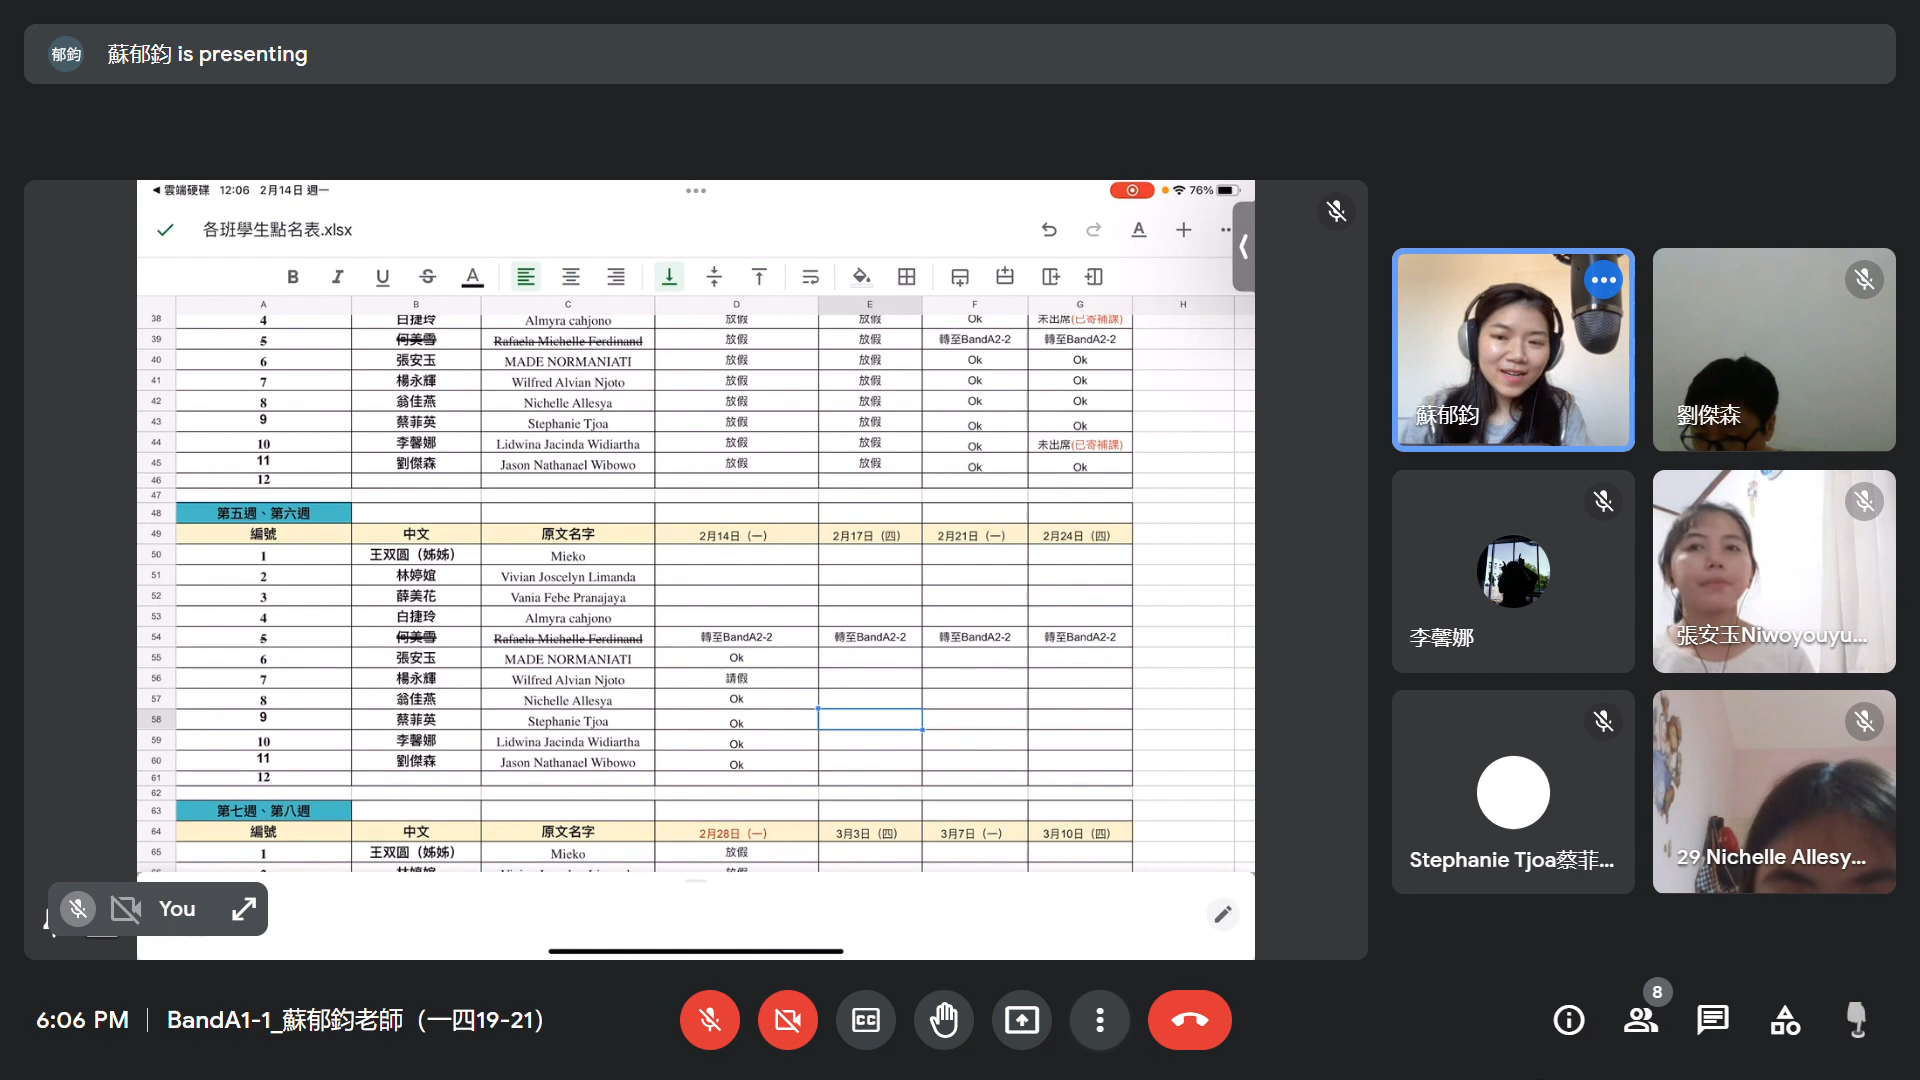 郁鈞 蘇郁鈞 is presenting
◀ 雲端硬碟 12:06 2月14日 週一 76%
各班學生點名表.xlsx
B I U S A
A B C D E F G H
38 4 白捷玲 Almyra cahjono 放假 放假 Ok 未出席(已寄補課)
39 5 何美雪 Rafaela Michelle Ferdinand 放假 放假 轉至BandA2-2 轉至BandA2-2
40 6 張安玉 MADE NORMANIATI 放假 放假 Ok Ok
41 7 楊永輝 Wilfred Alvian Njoto 放假 放假 Ok Ok
42 8 翁佳燕 Nichelle Allesya 放假 放假 Ok Ok
43 9 蔡菲英 Stephanie Tjoa 放假 放假 Ok Ok
44 10 李馨娜 Lidwina Jacinda Widiartha 放假 放假 Ok 未出席(已寄補課)
45 11 劉傑森 Jason Nathanael Wibowo 放假 放假 Ok Ok
46 12
47
48 第五週、第六週
49 編號 中文 原文名字 2月14日（一） 2月17日（四） 2月21日（一） 2月24日（四）
50 1 王双圆（姊姊） Mieko
51 2 林婷媗 Vivian Joscelyn Limanda
52 3 薛美花 Vania Febe Pranajaya
53 4 白捷玲 Almyra cahjono
54 5 何美雪 Rafaela Michelle Ferdinand 轉至BandA2-2 轉至BandA2-2 轉至BandA2-2 轉至BandA2-2
55 6 張安玉 MADE NORMANIATI Ok
56 7 楊永輝 Wilfred Alvian Njoto 請假
57 8 翁佳燕 Nichelle Allesya Ok
58 9 蔡菲英 Stephanie Tjoa Ok
59 10 李馨娜 Lidwina Jacinda Widiartha Ok
60 11 劉傑森 Jason Nathanael Wibowo Ok
61 12
62
63 第七週、第八週
64 編號 中文 原文名字 2月28日（一） 3月3日（四） 3月7日（一） 3月10日（四）
65 1 王双圆（姊姊） Mieko 放假
You
蘇郁鈞
劉傑森
李馨娜
張安玉Niwoyouyu...
Stephanie Tjoa蔡菲...
29 Nichelle Allesy...
6:06 PM | BandA1-1_蘇郁鈞老師（一四19-21）
CC
8